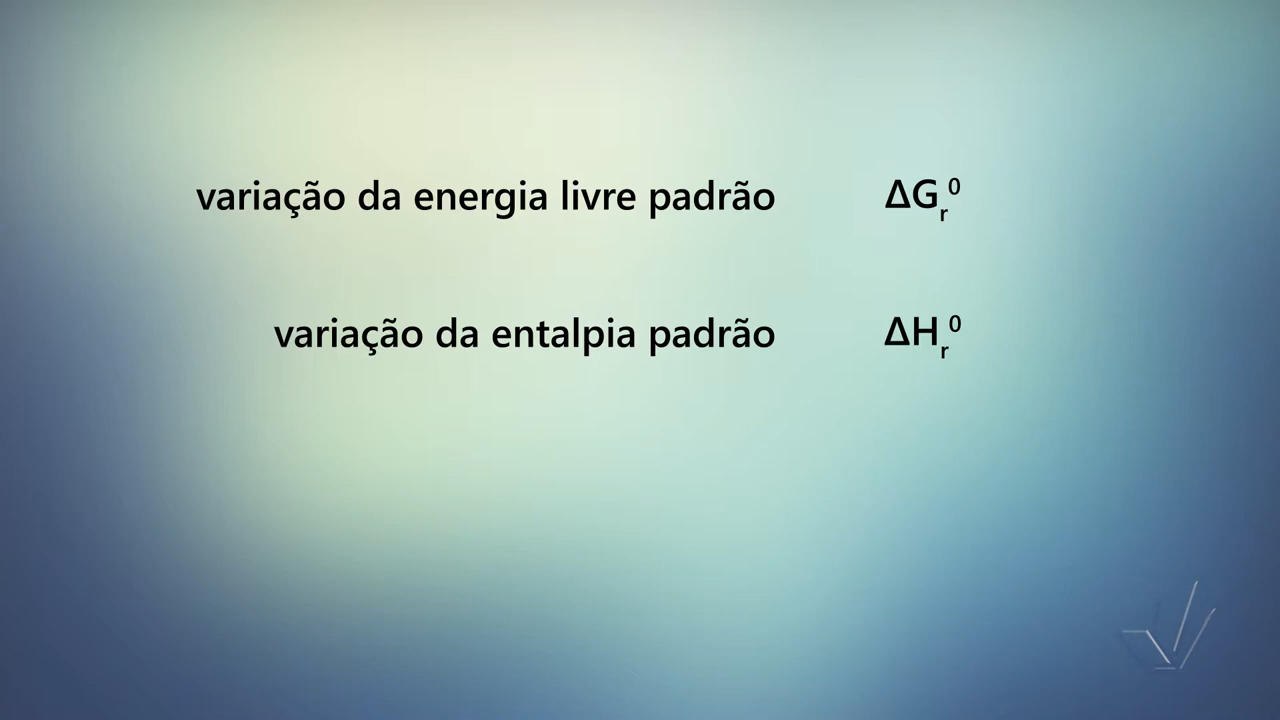 variação da energia livre padrão ΔGr⁰
variação da entalpia padrão ΔHr⁰